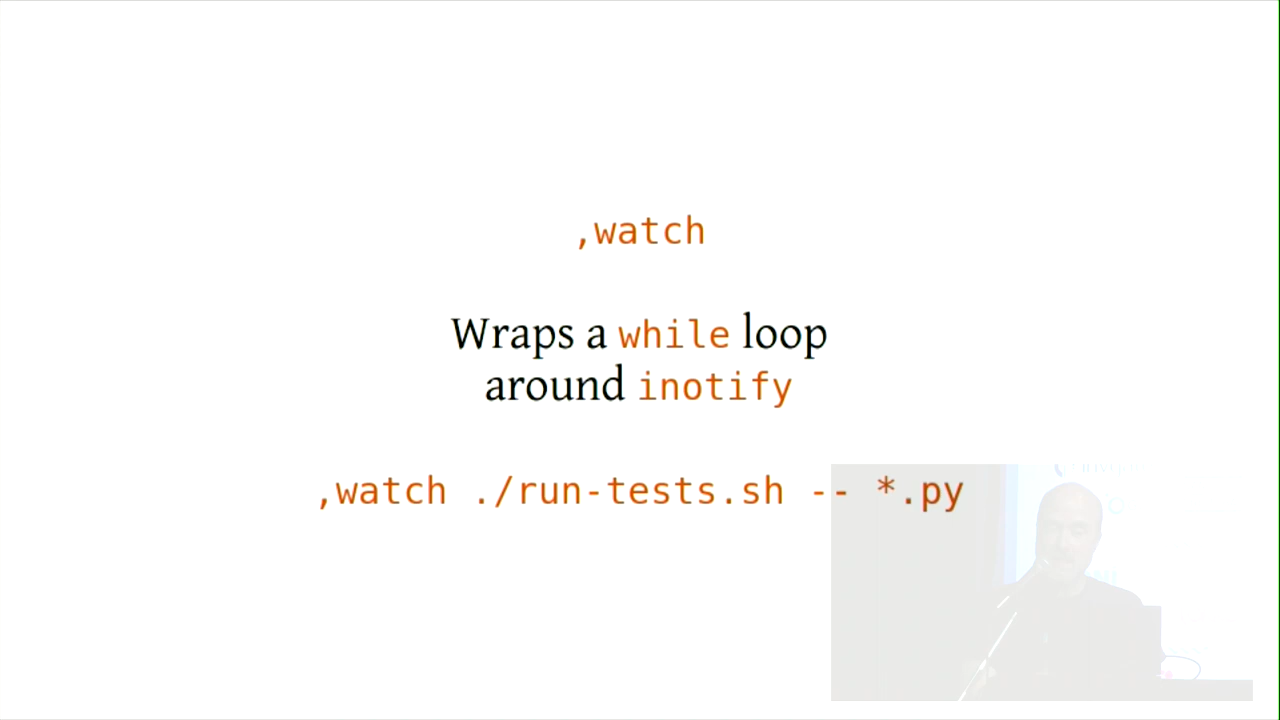 ,watch
Wraps a while loop
around inotify
,watch ./run-tests.sh -- *.py